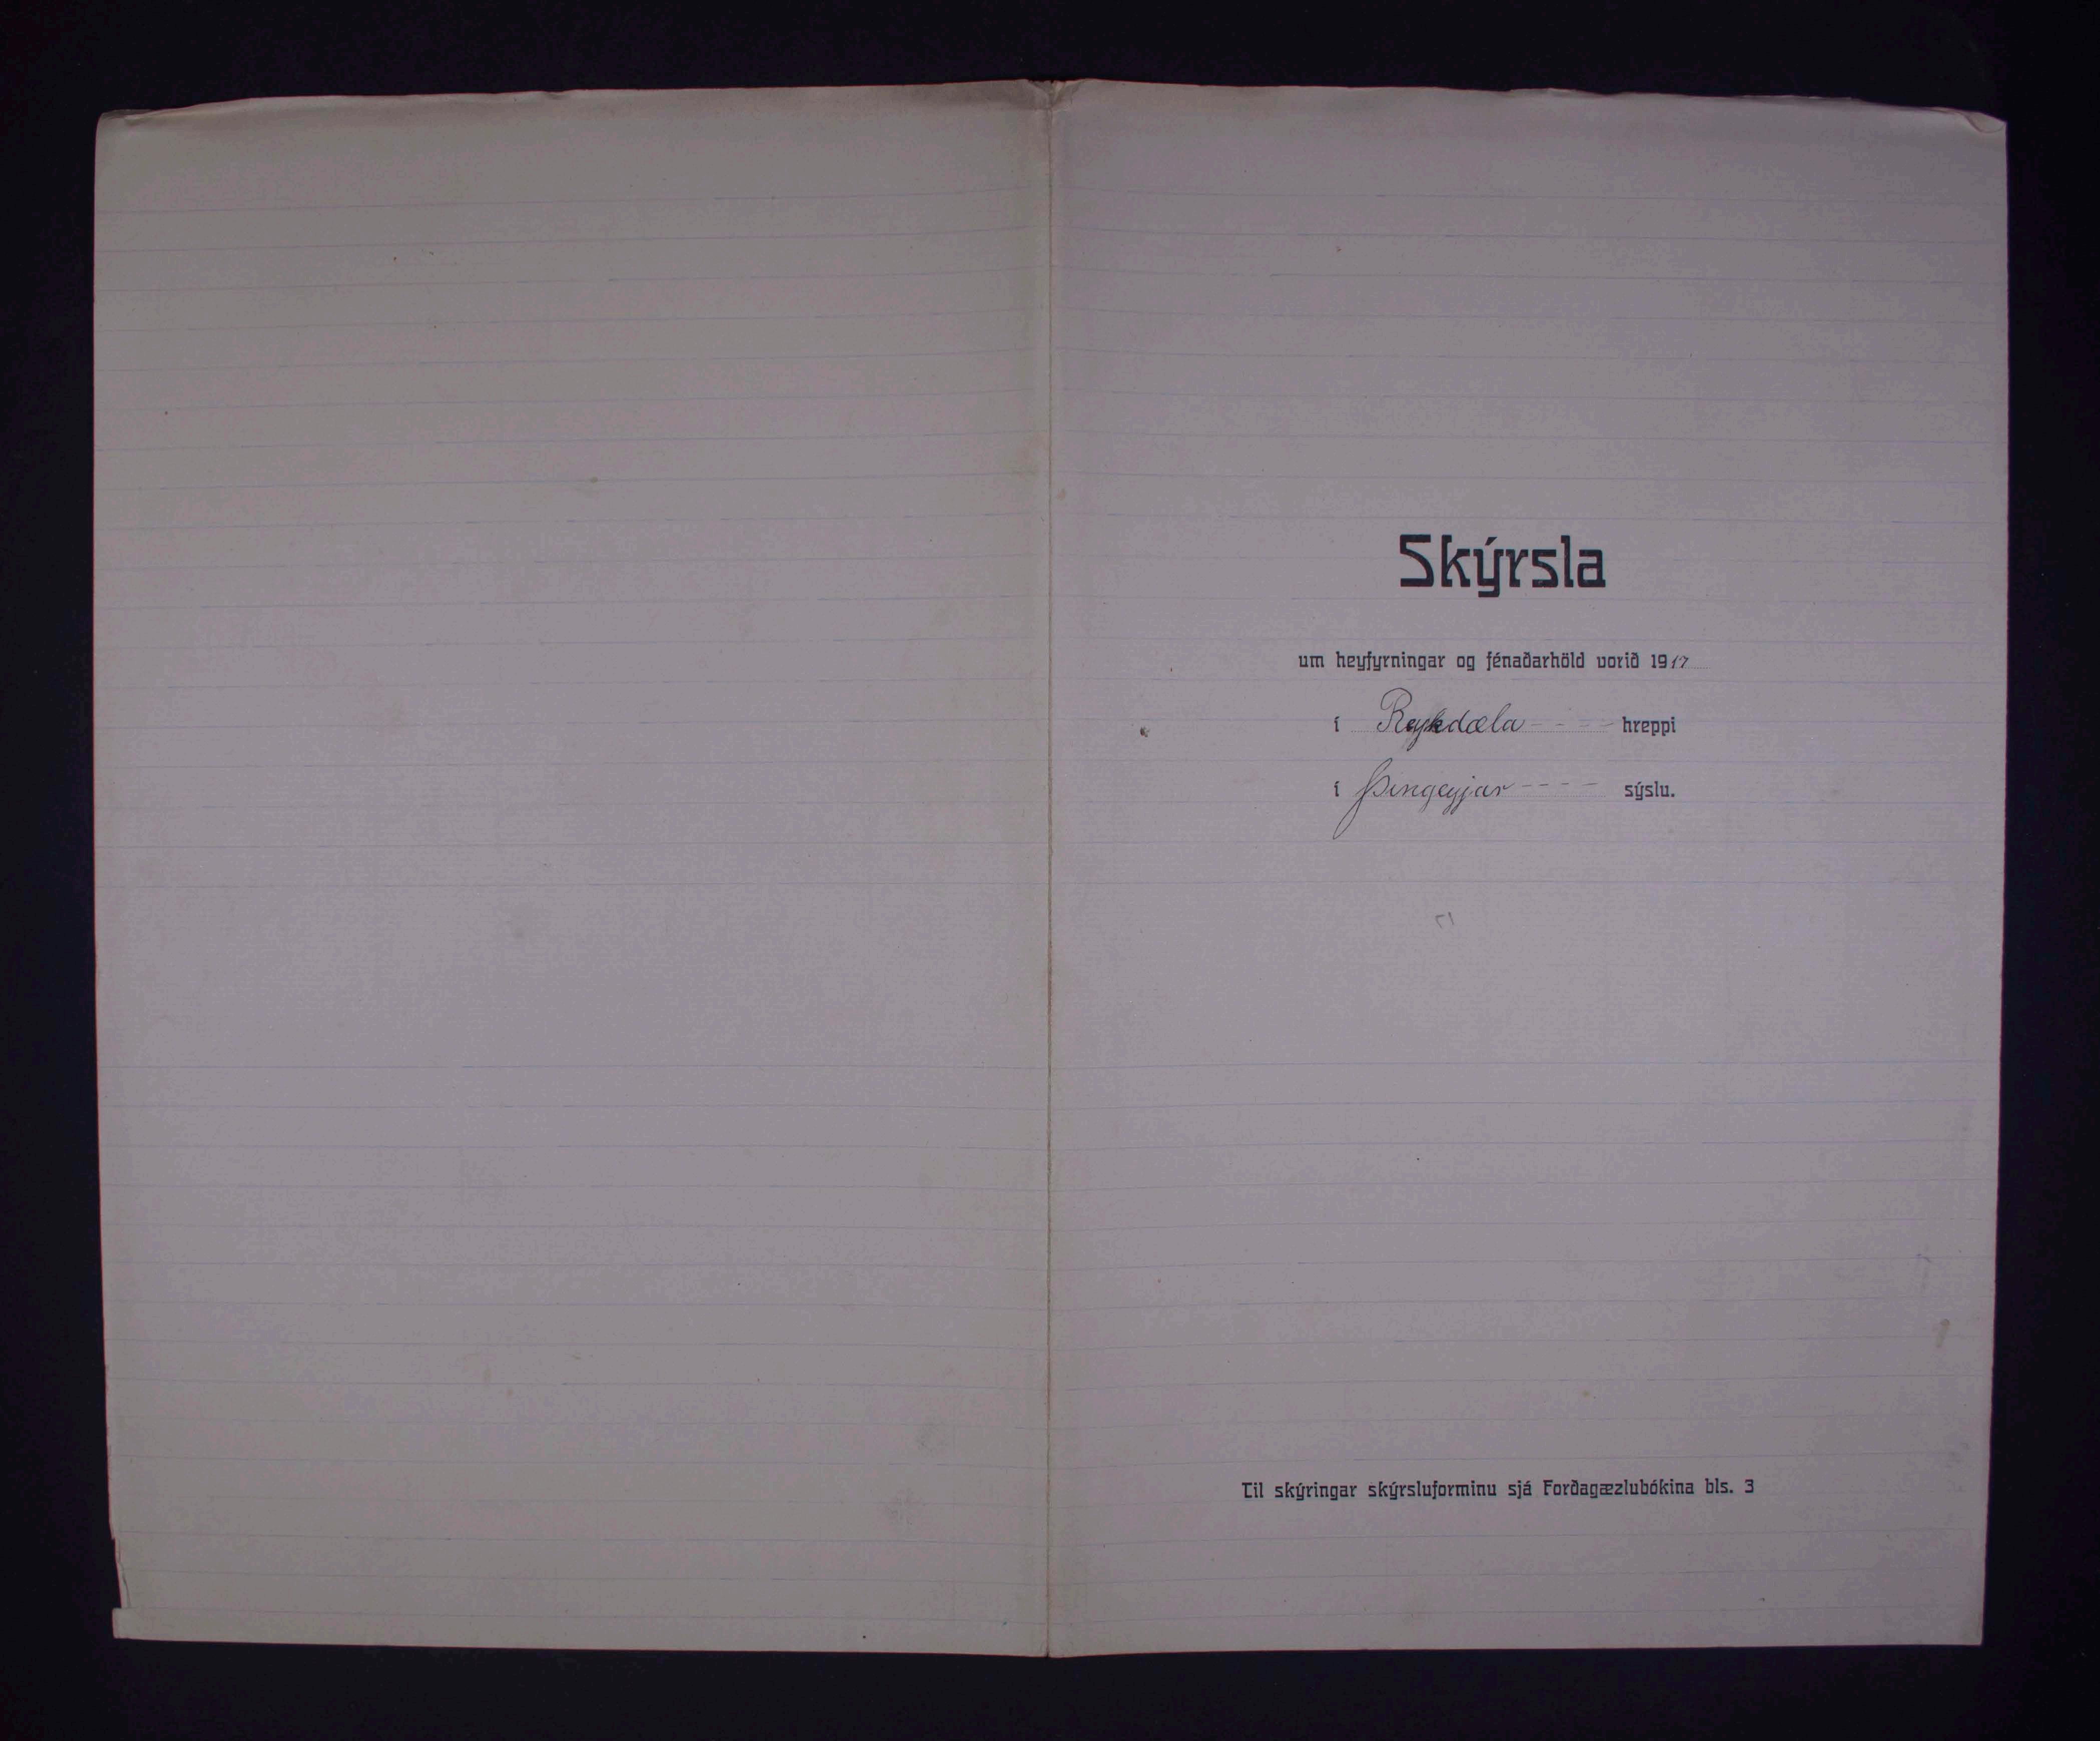 Skýrsla
um heyfyrningar og fénaðarhöld vorið 1917
í Reykdæla - - - - hreppi
í Þingeyjar - - - - sýslu.
Til skýringar skýrsluforminu sjá Forðagæzlubókina bls. 3